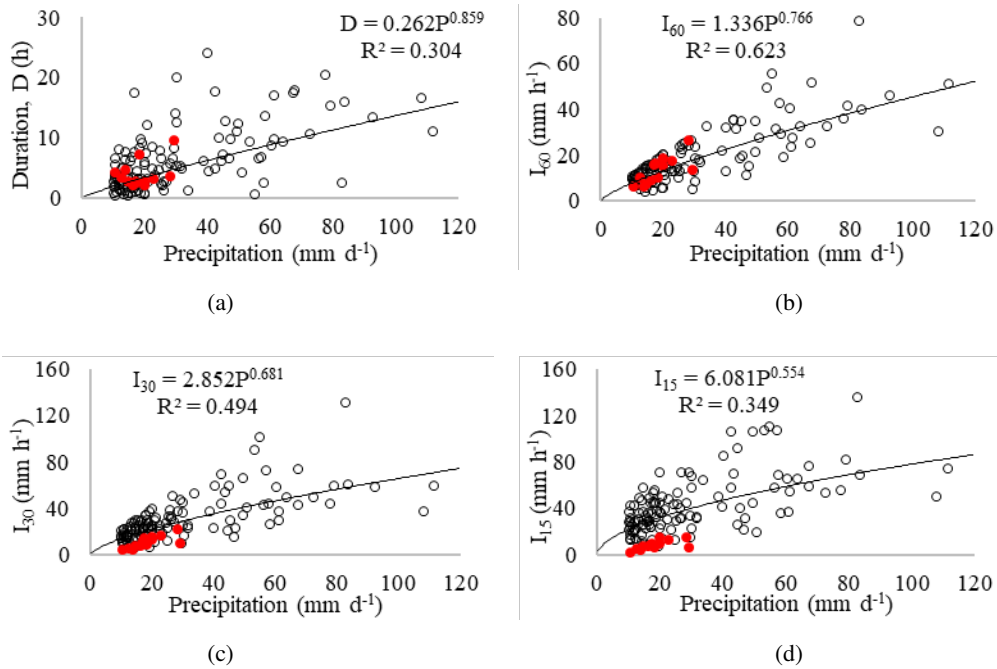 D = 0.262P^0.859
R² = 0.304
Duration, D (h)
30
20
10
0
0 20 40 60 80 100 120
Precipitation (mm d⁻¹)
(a)
I₆₀ = 1.336P^0.766
R² = 0.623
I₆₀ (mm h⁻¹)
80
60
40
20
0
0 20 40 60 80 100 120
Precipitation (mm d⁻¹)
(b)
I₃₀ = 2.852P^0.681
R² = 0.494
I₃₀ (mm h⁻¹)
160
120
80
40
0
0 20 40 60 80 100 120
Precipitation (mm d⁻¹)
(c)
I₁₅ = 6.081P^0.554
R² = 0.349
I₁₅ (mm h⁻¹)
160
120
80
40
0
0 20 40 60 80 100 120
Precipitation (mm d⁻¹)
(d)